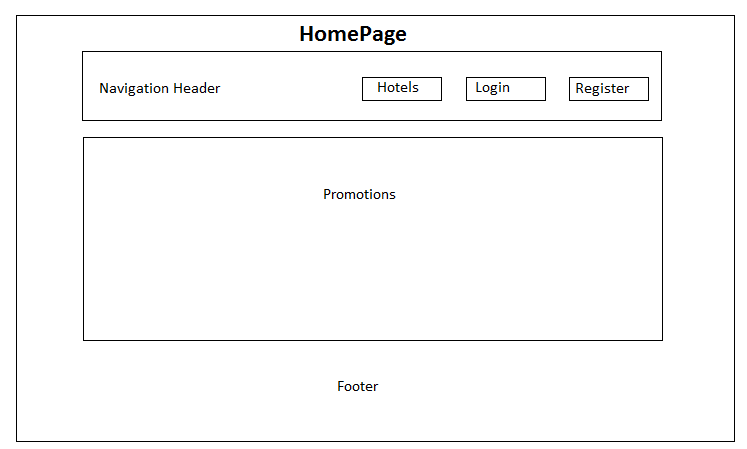 HomePage
Navigation Header Hotels Login Register
Promotions
Footer